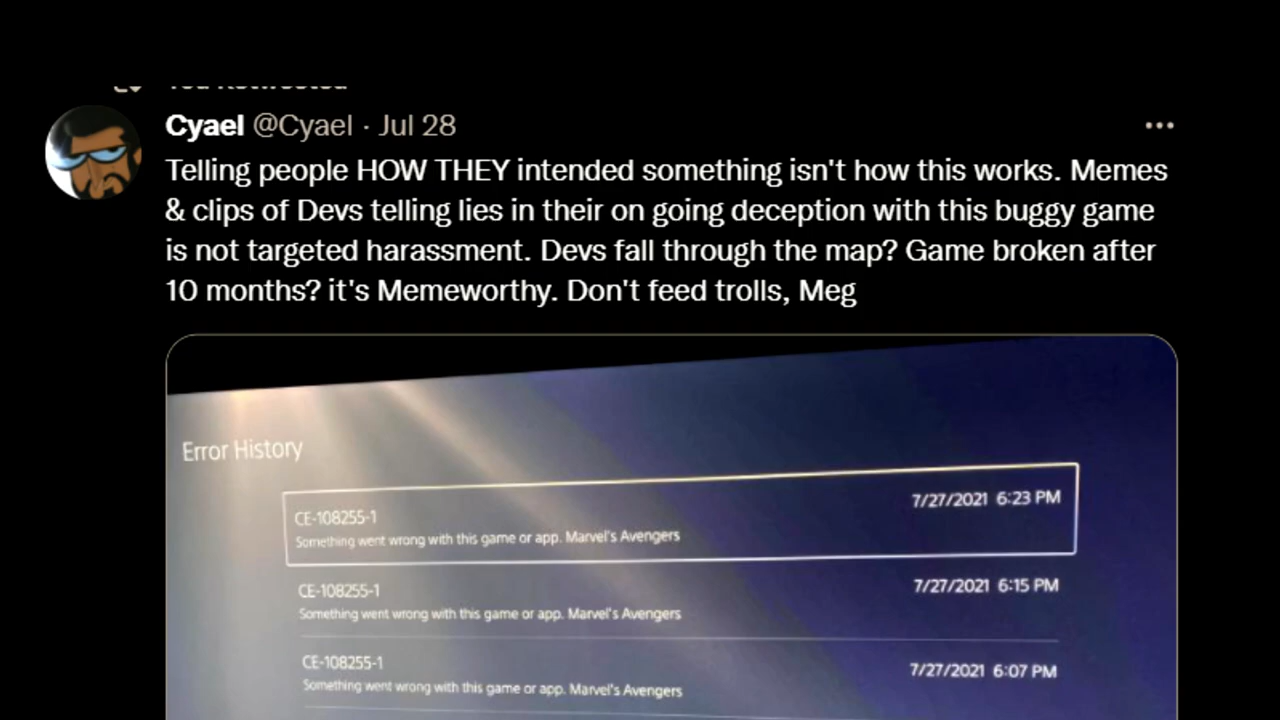 You Retweeted
Cyael @Cyael · Jul 28
Telling people HOW THEY intended something isn't how this works. Memes
& clips of Devs telling lies in their on going deception with this buggy game
is not targeted harassment. Devs fall through the map? Game broken after
10 months? it's Memeworthy. Don't feed trolls, Meg
Error History
CE-108255-1 7/27/2021 6:23 PM
Something went wrong with this game or app. Marvel's Avengers
CE-108255-1 7/27/2021 6:15 PM
Something went wrong with this game or app. Marvel's Avengers
CE-108255-1 7/27/2021 6:07 PM
Something went wrong with this game or app. Marvel's Avengers